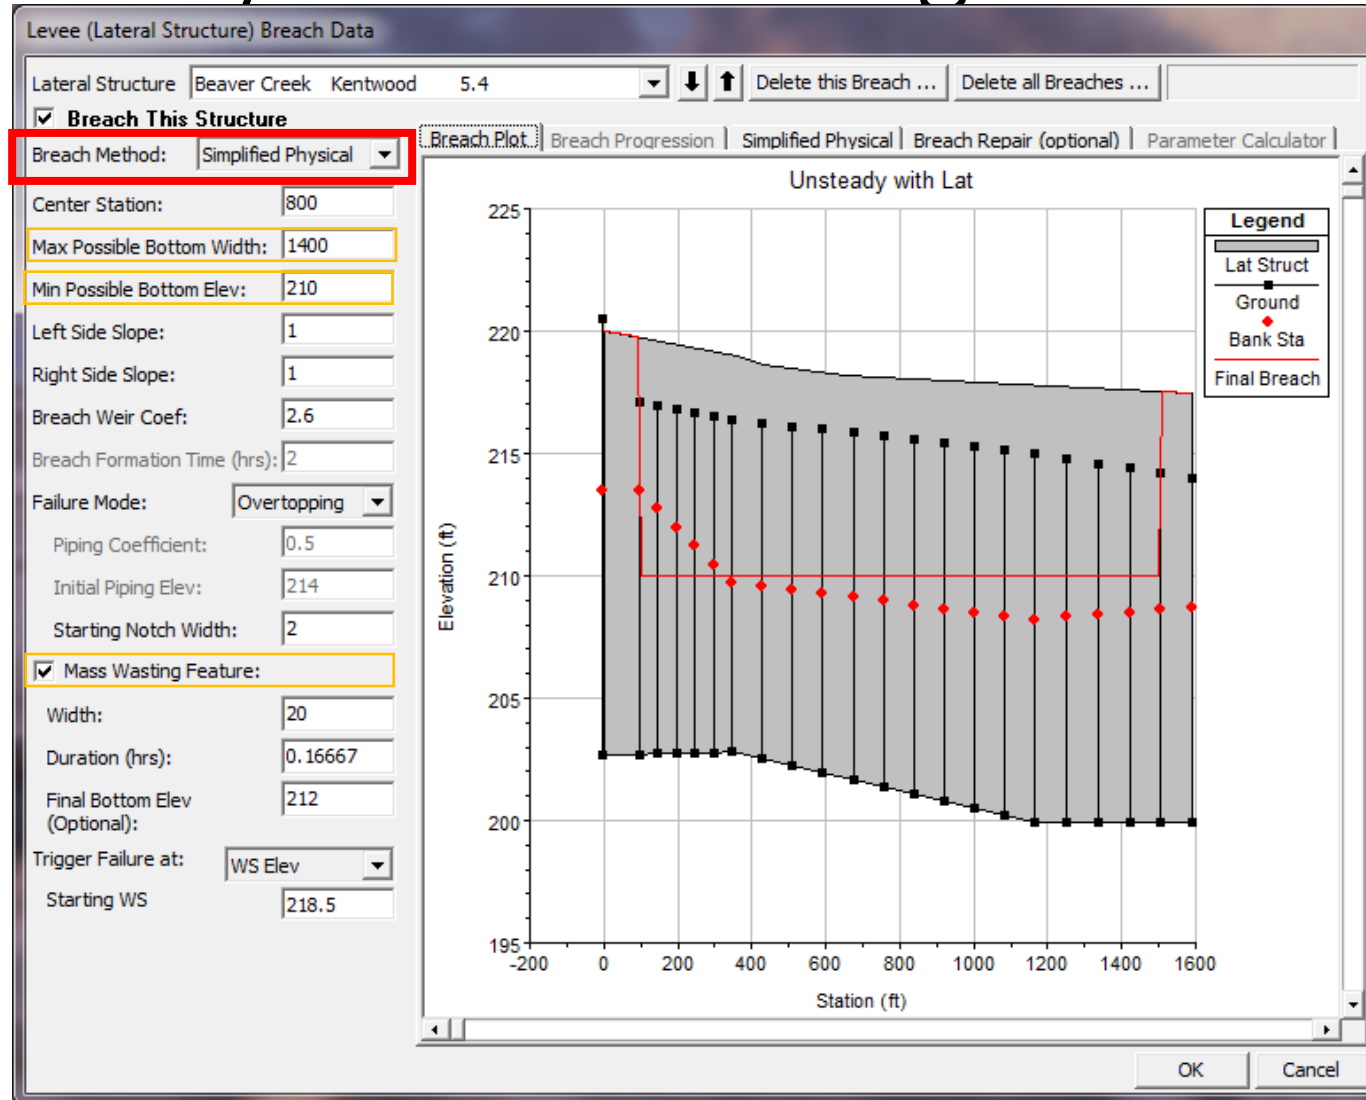 Levee (Lateral Structure) Breach Data
Lateral Structure Beaver Creek Kentwood 5.4 Delete this Breach ... Delete all Breaches ...
Breach This Structure
Breach Method: Simplified Physical
Breach Plot Breach Progression Simplified Physical Breach Repair (optional) Parameter Calculator
Center Station: 800
Max Possible Bottom Width: 1400
Min Possible Bottom Elev: 210
Left Side Slope: 1
Right Side Slope: 1
Breach Weir Coef: 2.6
Breach Formation Time (hrs): 2
Failure Mode: Overtopping
Piping Coefficient: 0.5
Initial Piping Elev: 214
Starting Notch Width: 2
Mass Wasting Feature:
Width: 20
Duration (hrs): 0.16667
Final Bottom Elev
(Optional): 212
Trigger Failure at: WS Elev
Starting WS 218.5
Unsteady with Lat
225
220
215
210
205
200
195
Elevation (ft)
-200 0 200 400 600 800 1000 1200 1400 1600
Station (ft)
Legend
Lat Struct
Ground
Bank Sta
Final Breach
OK Cancel